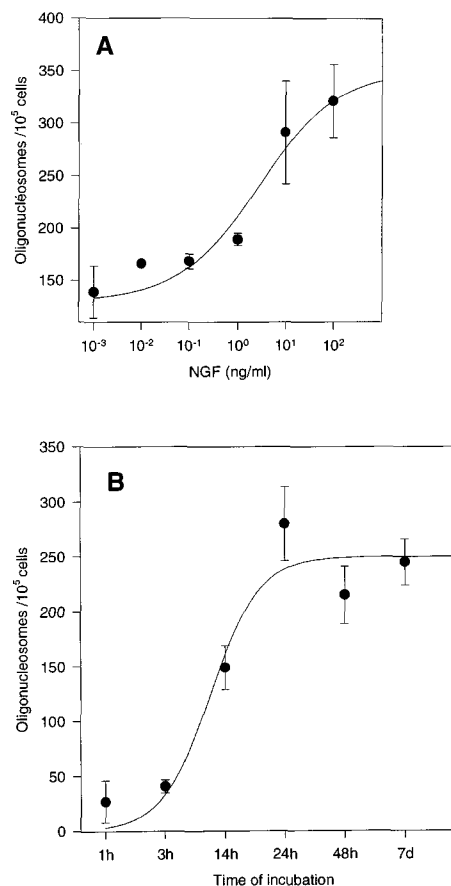 A
400
350
300
250
200
150
Oligonucleosomes /10⁵ cells
10⁻³ 10⁻² 10⁻¹ 10⁰ 10¹ 10²
NGF (ng/ml)
B
350
300
250
200
150
100
50
0
Oligonucleosomes /10⁵ cells
1h 3h 14h 24h 48h 7d
Time of incubation